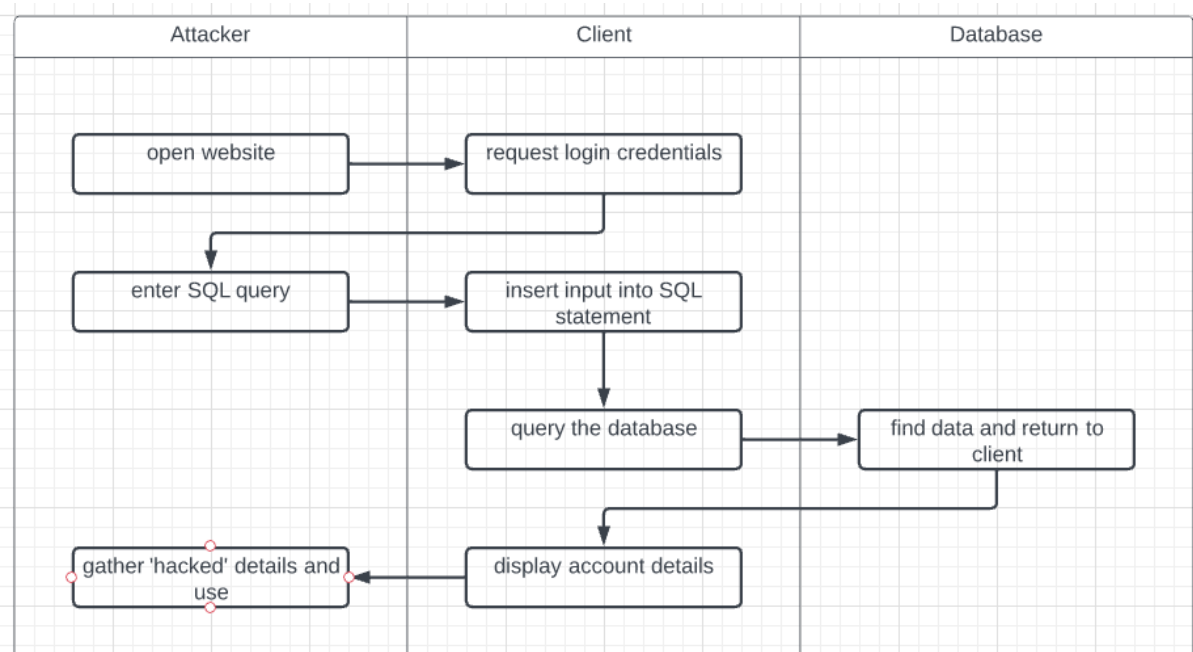 Attacker
Client
Database
open website
request login credentials
enter SQL query
insert input into SQL
statement
query the database
find data and return to
client
gather 'hacked' details and
use
display account details